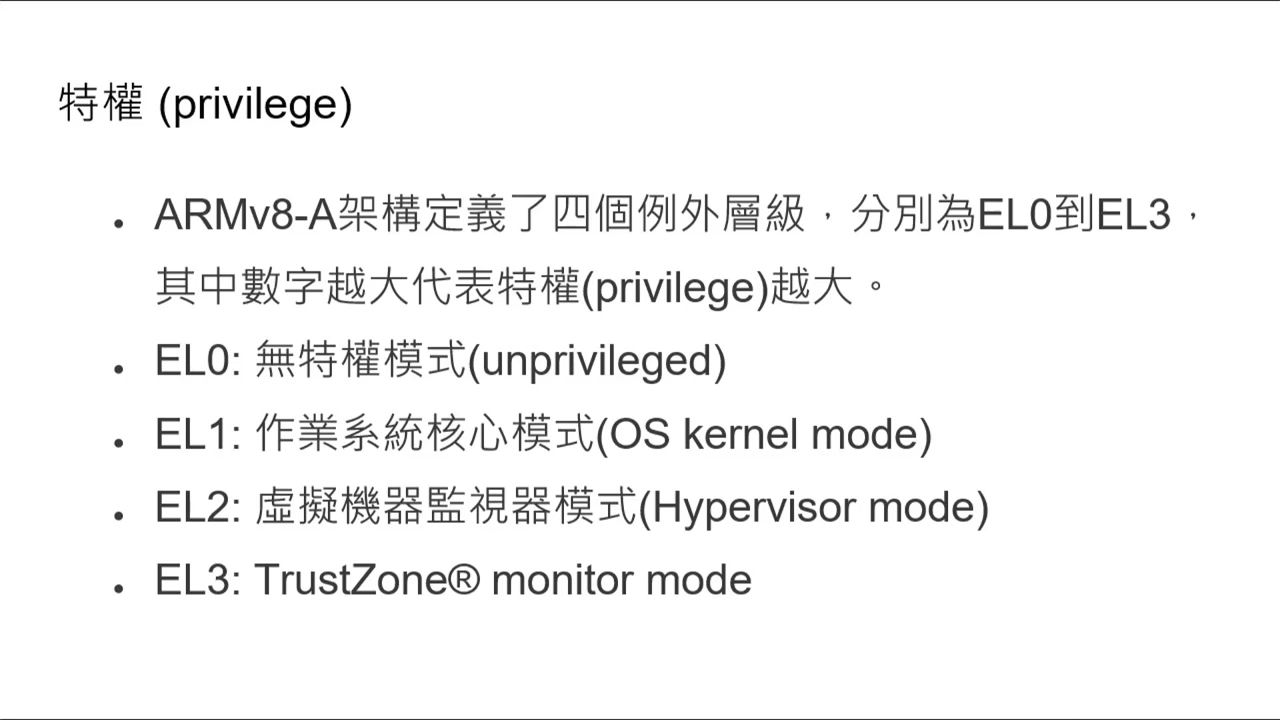 特權 (privilege)
ARMv8-A架構定義了四個例外層級，分別為EL0到EL3，
其中數字越大代表特權(privilege)越大。
EL0: 無特權模式(unprivileged)
EL1: 作業系統核心模式(OS kernel mode)
EL2: 虛擬機器監視器模式(Hypervisor mode)
EL3: TrustZone® monitor mode